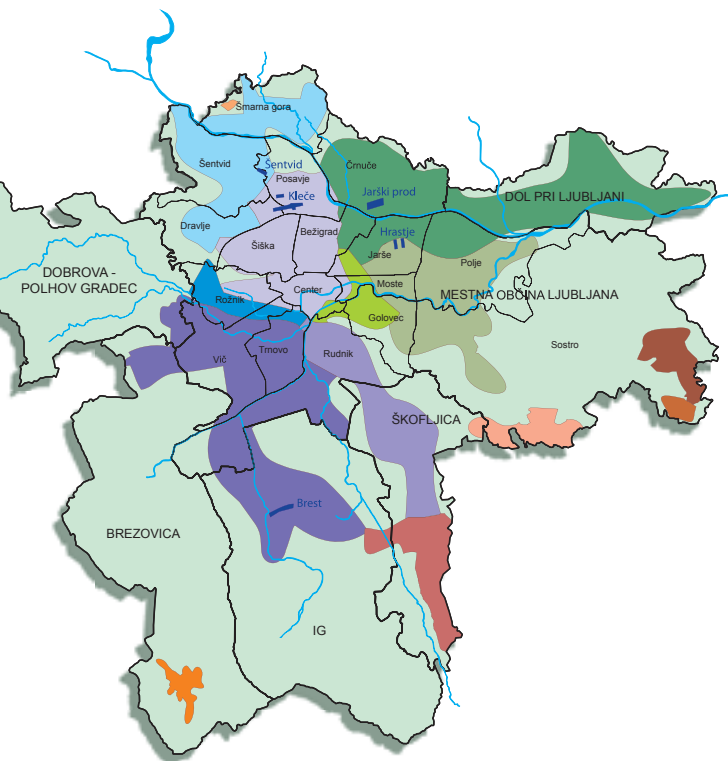 Šmarna gora
Šentvid
Šentvid
Posavje
Črnuče
Kleče
Jarški prod
DOL PRI LJUBLJANI
Dravlje
Bežigrad
Hrastje
Šiška
Jarše
Polje
DOBROVA -
POLHOV GRADEC
Center
Moste
MESTNA OBČINA LJUBLJANA
Rožnik
Golovec
Sostro
Vič
Trnovo
Rudnik
ŠKOFLJICA
Brest
BREZOVICA
IG